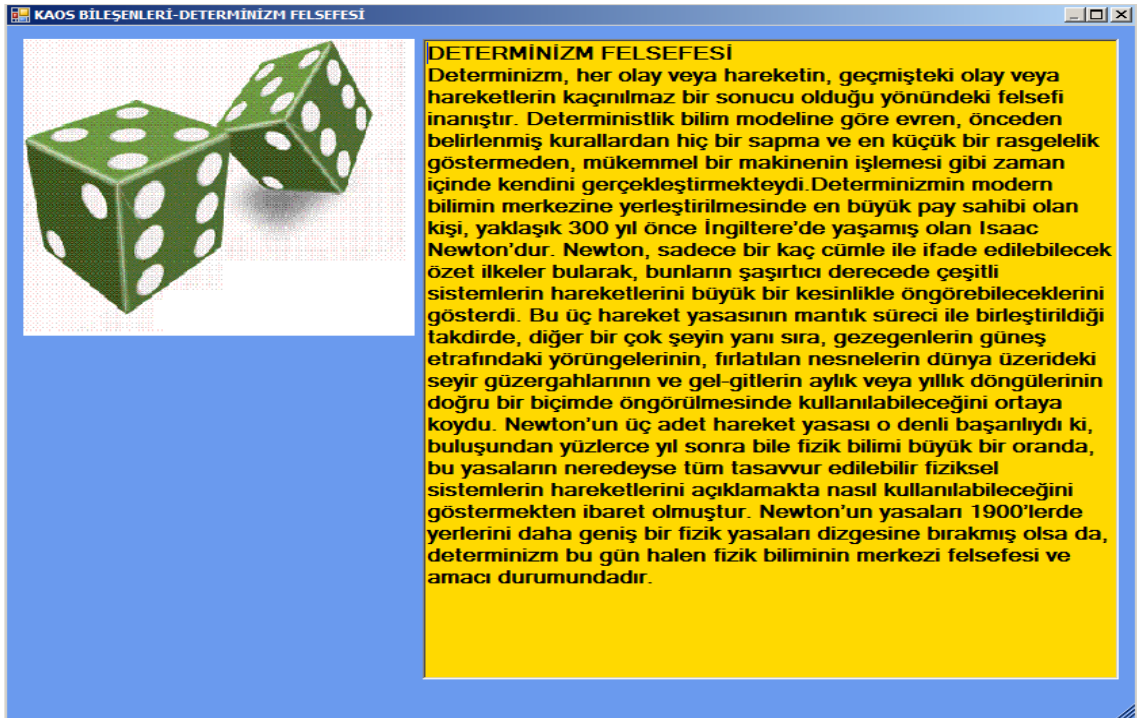 KAOS BİLEŞENLERİ-DETERMİNİZM FELSEFESİ
DETERMİNİZM FELSEFESİ
Determinizm, her olay veya hareketin, geçmişteki olay veya
hareketlerin kaçınılmaz bir sonucu olduğu yönündeki felsefi
inanıştır. Deterministlik bilim modeline göre evren, önceden
belirlenmiş kurallardan hiç bir sapma ve en küçük bir rasgelelik
göstermeden, mükemmel bir makinenin işlemesi gibi zaman
içinde kendini gerçekleştirmekteydi.Determinizmin modern
bilimin merkezine yerleştirilmesinde en büyük pay sahibi olan
kişi, yaklaşık 300 yıl önce İngiltere’de yaşamış olan Isaac
Newton’dur. Newton, sadece bir kaç cümle ile ifade edilebilecek
özet ilkeler bularak, bunların şaşırtıcı derecede çeşitli
sistemlerin hareketlerini büyük bir kesinlikle öngörebileceklerini
gösterdi. Bu üç hareket yasasının mantık süreci ile birleştirildiği
takdirde, diğer bir çok şeyin yanı sıra, gezegenlerin güneş
etrafındaki yörüngelerinin, fırlatılan nesnelerin dünya üzerideki
seyir güzergahlarının ve gel-gitlerin aylık veya yıllık döngülerinin
doğru bir biçimde öngörülmesinde kullanılabileceğini ortaya
koydu. Newton’un üç adet hareket yasası o denli başarılıydı ki,
buluşundan yüzlerce yıl sonra bile fizik bilimi büyük bir oranda,
bu yasaların neredeyse tüm tasavvur edilebilir fiziksel
sistemlerin hareketlerini açıklamakta nasıl kullanılabileceğini
göstermekten ibaret olmuştur. Newton’un yasaları 1900’lerde
yerlerini daha geniş bir fizik yasaları dizgesine bırakmış olsa da,
determinizm bu gün halen fizik biliminin merkezi felsefesi ve
amacı durumundadır.